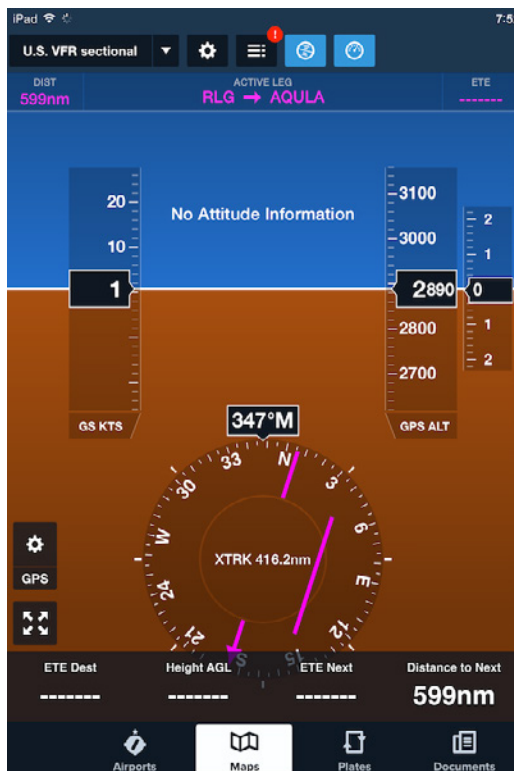 iPad 7:5
U.S. VFR sectional
!
DIST ACTIVE LEG ETE
599nm RLG → AQULA -------
No Attitude Information
20
10
1
GS KTS
3100
3000
2890
2800
2700
GPS ALT
2
1
0
1
2
347°M
33 N 3 6 E 12 15 S 21 24 W 30
XTRK 416.2nm
GPS
ETE Dest Height AGL ETE Next Distance to Next
------- ------- ------- 599nm
Airports Maps Plates Documents